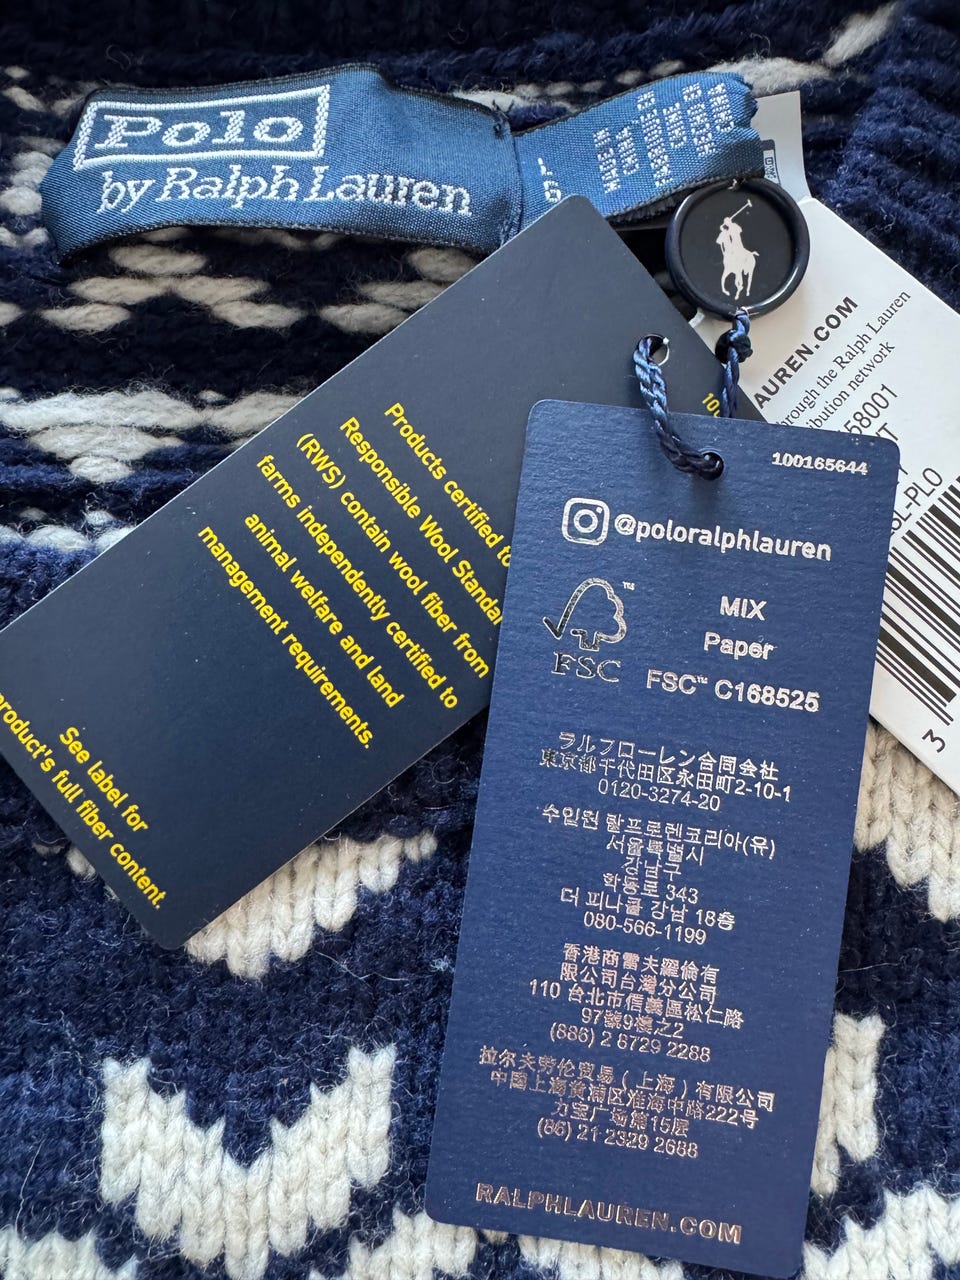 Polo
by Ralph Lauren
Products certified to
Responsible Wool Standar
(RWS) contain wool fiber from
farms independently certified to
animal welfare and land
management requirements.
See label for
product's full fiber content.
AUREN.COM
hrough the Ralph Lauren
ibution network
58001
SL-PLO
3
100165644
@poloralphlauren
FSC
MIX
Paper
FSC™ C168525
ラルフローレン合同会社
東京都千代田区永田町2-10-1
0120-3274-20
수입원 랄프로렌코리아(유)
서울특별시
강남구
학동로 343
더 피나클 강남 18층
080-566-1199
香港商雷夫羅倫有
限公司台灣分公司
110 台北市信義區松仁路
97號9樓之2
(886) 2 8729 2288
拉尔夫劳伦贸易（上海）有限公司
中国上海黄浦区淮海中路222号
力宝广场第15层
(86) 21 2329 2688
RALPHLAUREN.COM